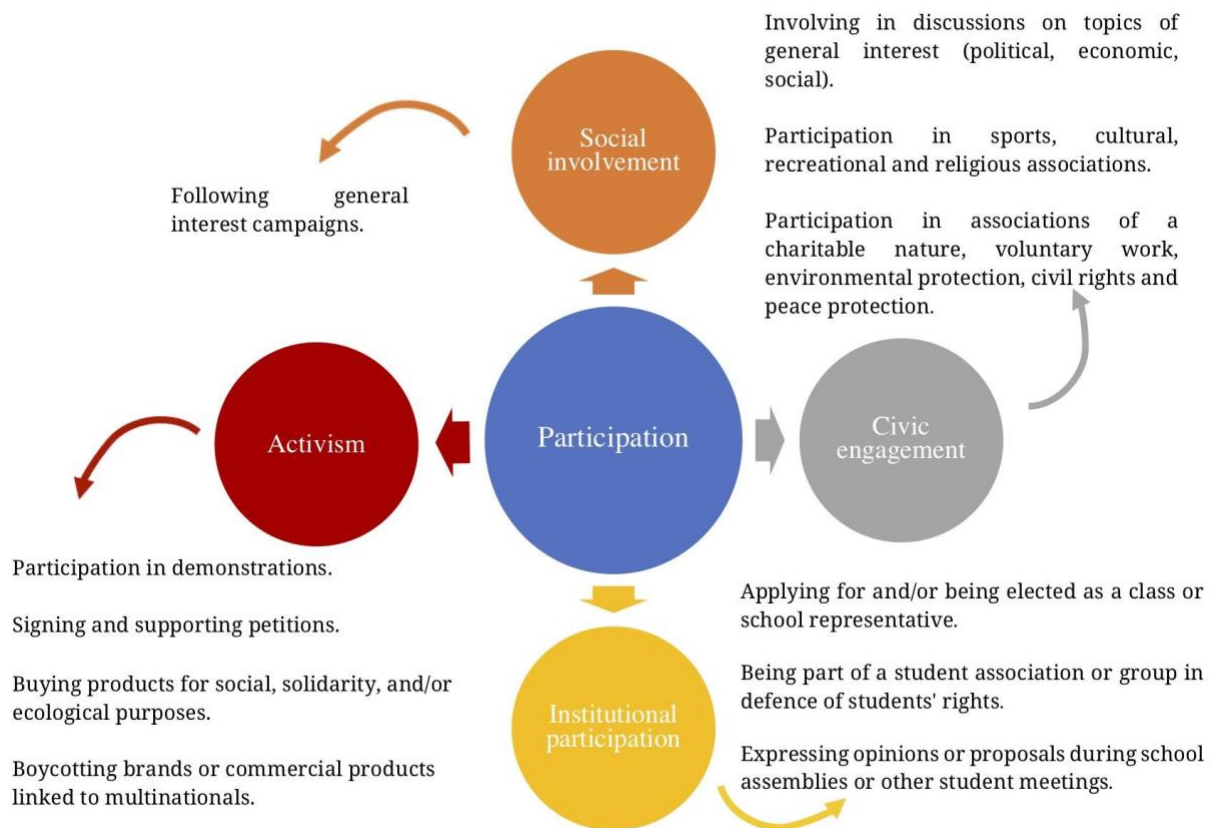 Involving in discussions on topics of
general interest (political, economic,
social).
Participation in sports, cultural,
recreational and religious associations.
Participation in associations of a
charitable nature, voluntary work,
environmental protection, civil rights and
peace protection.
Social
involvement
Following general
interest campaigns.
Activism
Participation
Civic
engagement
Participation in demonstrations.
Signing and supporting petitions.
Buying products for social, solidarity, and/or
ecological purposes.
Boycotting brands or commercial products
linked to multinationals.
Institutional
participation
Applying for and/or being elected as a class or
school representative.
Being part of a student association or group in
defence of students' rights.
Expressing opinions or proposals during school
assemblies or other student meetings.